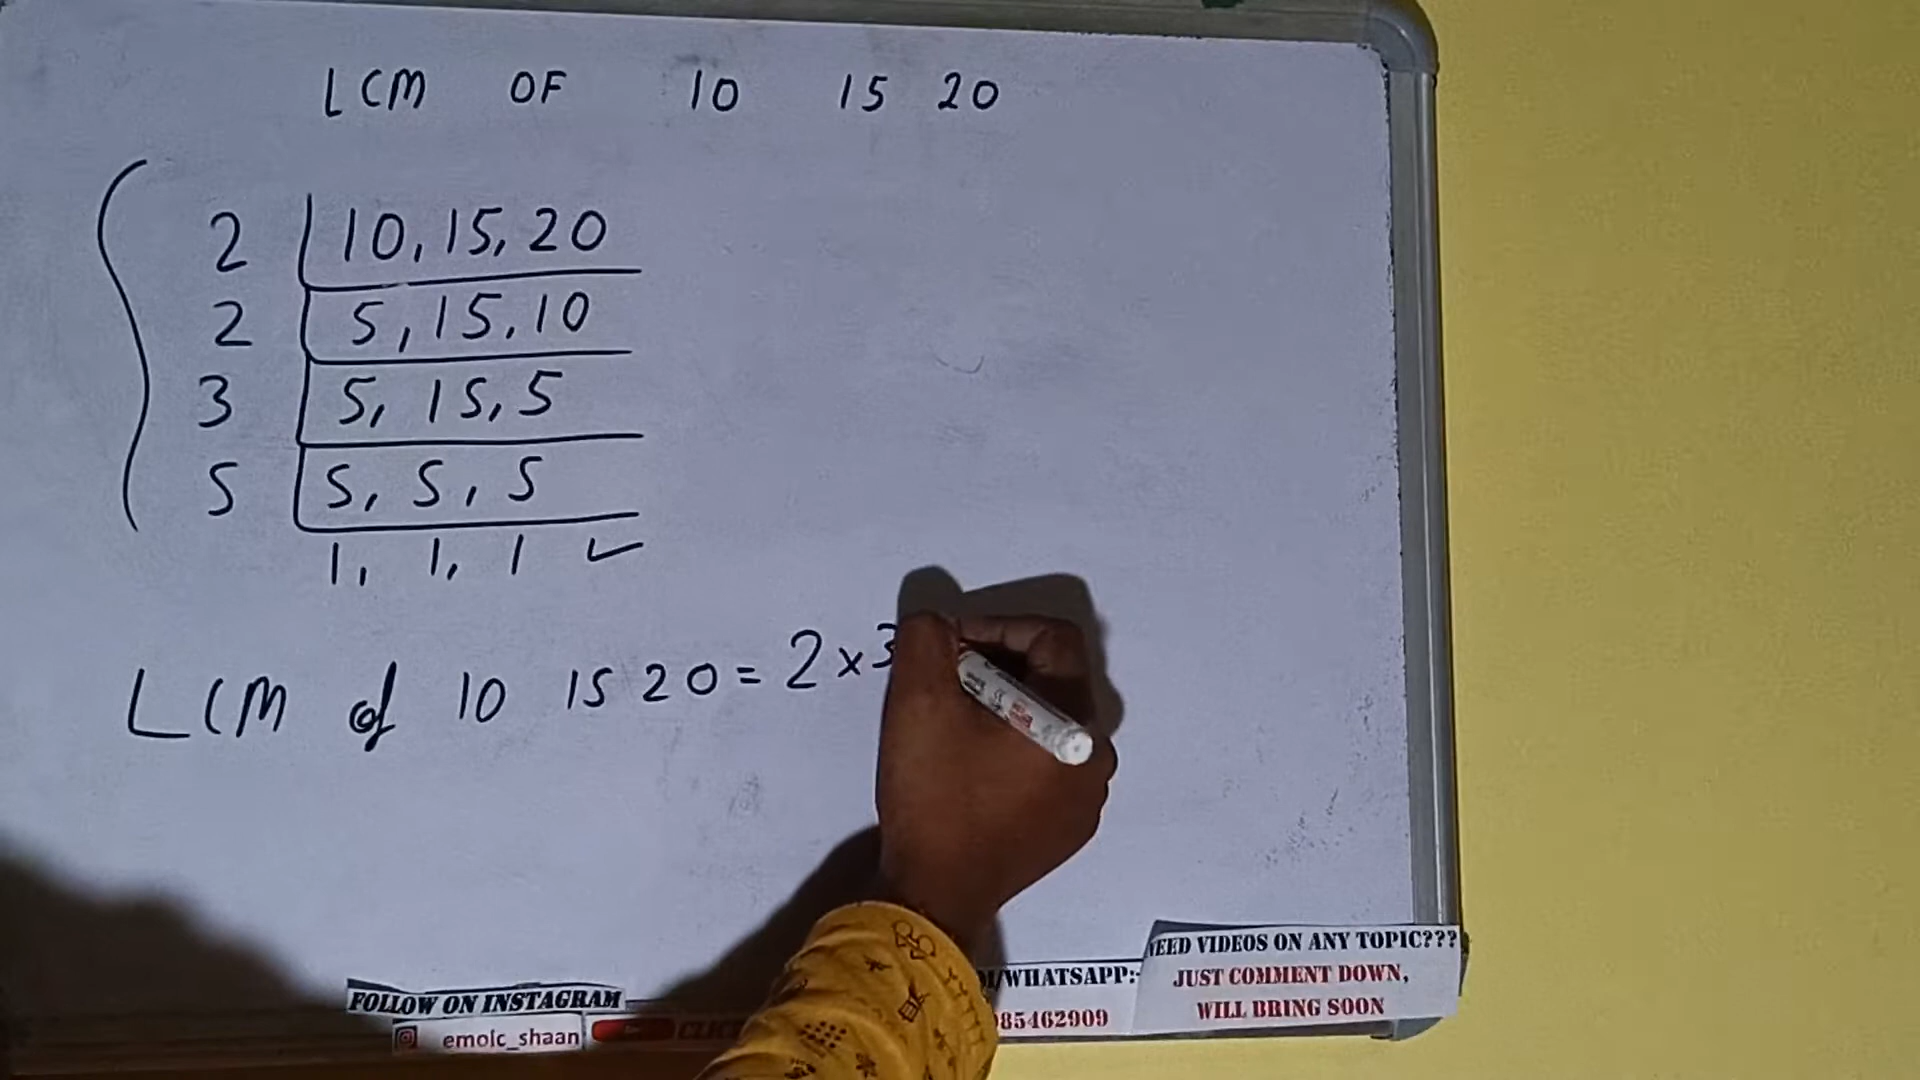 LCM OF 10 15 20
2 10, 15, 20
2 5, 15, 10
3 5, 15, 5
5 5, 5, 5
1, 1, 1 ✓
LCM of 10 15 20 = 2 × 3
NEED VIDEOS ON ANY TOPIC???
JUST COMMENT DOWN,
WILL BRING SOON
/WHATSAPP:-
85462909
FOLLOW ON INSTAGRAM
emoic_shaan